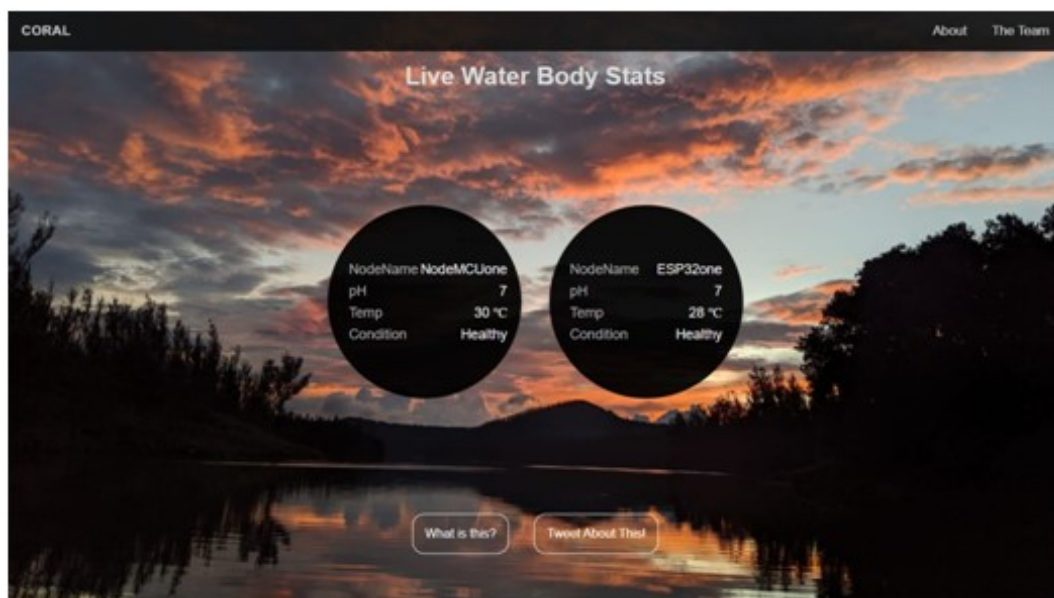 CORAL About The Team
Live Water Body Stats
NodeName NodeMCUone
pH 7
Temp 30 °C
Condition Healthy
NodeName ESP32one
pH 7
Temp 28 °C
Condition Healthy
What is this? Tweet About This!